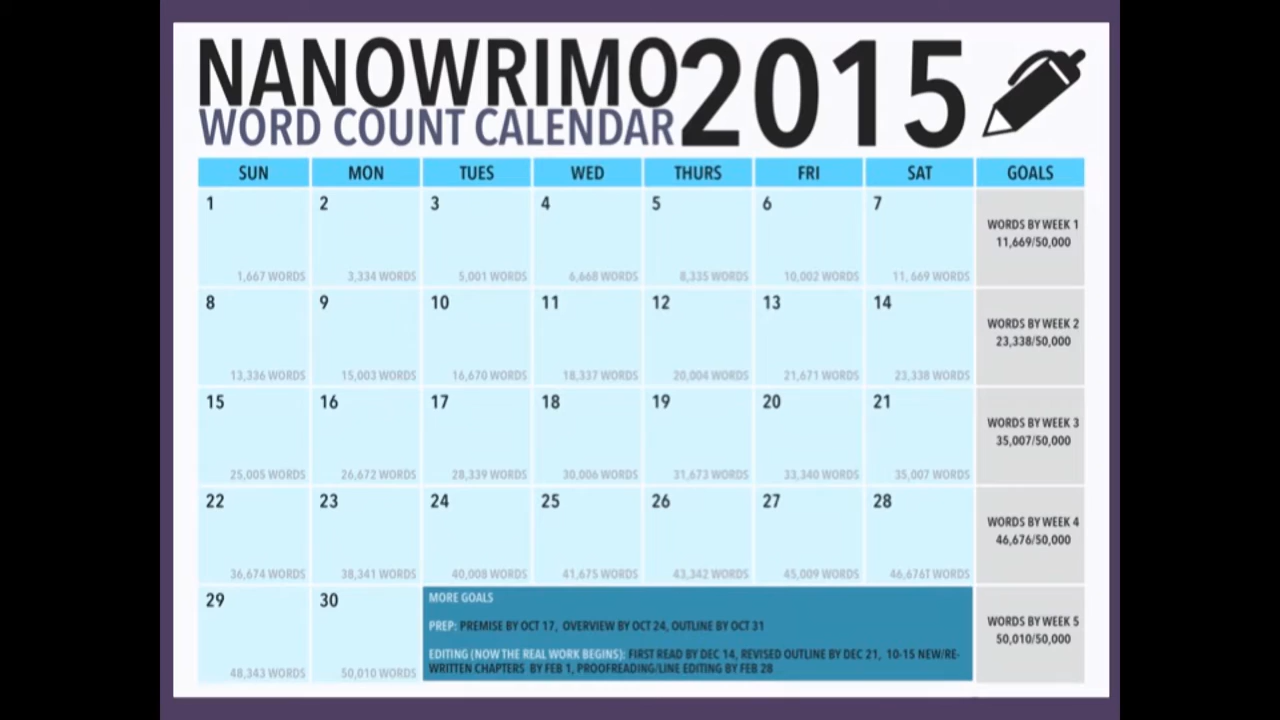 NANOWRIMO 2015
WORD COUNT CALENDAR
SUN MON TUES WED THURS FRI SAT GOALS
1 2 3 4 5 6 7
WORDS BY WEEK 1
11,669/50,000
1,667 WORDS 3,334 WORDS 5,001 WORDS 6,668 WORDS 8,335 WORDS 10,002 WORDS 11, 669 WORDS
8 9 10 11 12 13 14
WORDS BY WEEK 2
23,338/50,000
13,336 WORDS 15,003 WORDS 16,670 WORDS 18,337 WORDS 20,004 WORDS 21,671 WORDS 23,338 WORDS
15 16 17 18 19 20 21
WORDS BY WEEK 3
35,007/50,000
25,005 WORDS 26,672 WORDS 28,339 WORDS 30,006 WORDS 31,673 WORDS 33,340 WORDS 35,007 WORDS
22 23 24 25 26 27 28
WORDS BY WEEK 4
46,676/50,000
36,674 WORDS 38,341 WORDS 40,008 WORDS 41,675 WORDS 43,342 WORDS 45,009 WORDS 46,6761 WORDS
29 30
48,343 WORDS 50,010 WORDS
MORE GOALS
PREP: PREMISE BY OCT 17, OVERVIEW BY OCT 24, OUTLINE BY OCT 31
EDITING (NOW THE REAL WORK BEGINS): FIRST READ BY DEC 14, REVISED OUTLINE BY DEC 21, 10-15 NEW/RE-
WRITTEN CHAPTERS BY FEB 1, PROOFREADING/LINE EDITING BY FEB 28
WORDS BY WEEK 5
50,010/50,000